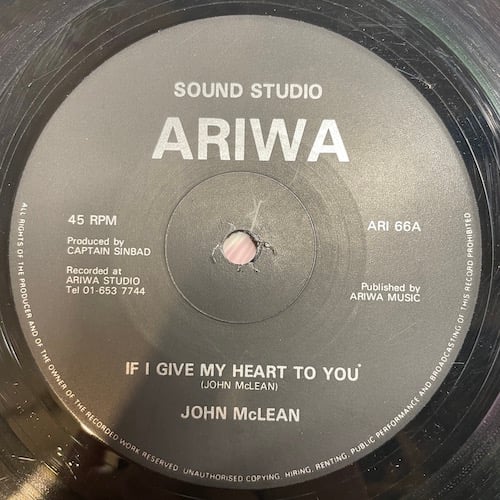 SOUND STUDIO
ARIWA
45 RPM
ARI 66A
Produced by
CAPTAIN SINBAD
Recorded at
ARIWA STUDIO
Tel 01-653 7744
Published by
ARIWA MUSIC
IF I GIVE MY HEART TO YOU
(JOHN McLEAN)
JOHN McLEAN
ALL RIGHTS OF THE PRODUCER AND OF THE OWNER OF THE RECORDED WORK RESERVED UNAUTHORISED COPYING, HIRING, RENTING, PUBLIC PERFORMANCE AND BROADCASTING OF THIS RECORD PROHIBITED